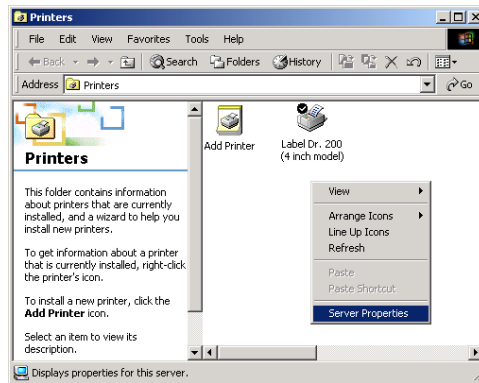 Printers
File Edit View Favorites Tools Help
Back Search Folders History
Address Printers Go
Printers
This folder contains information
about printers that are currently
installed, and a wizard to help you
install new printers.
To get information about a printer
that is currently installed, right-click
the printer's icon.
To install a new printer, click the
Add Printer icon.
Select an item to view its
description.
Add Printer
Label Dr. 200
(4 inch model)
View
Arrange Icons
Line Up Icons
Refresh
Paste
Paste Shortcut
Server Properties
Displays properties for this server.